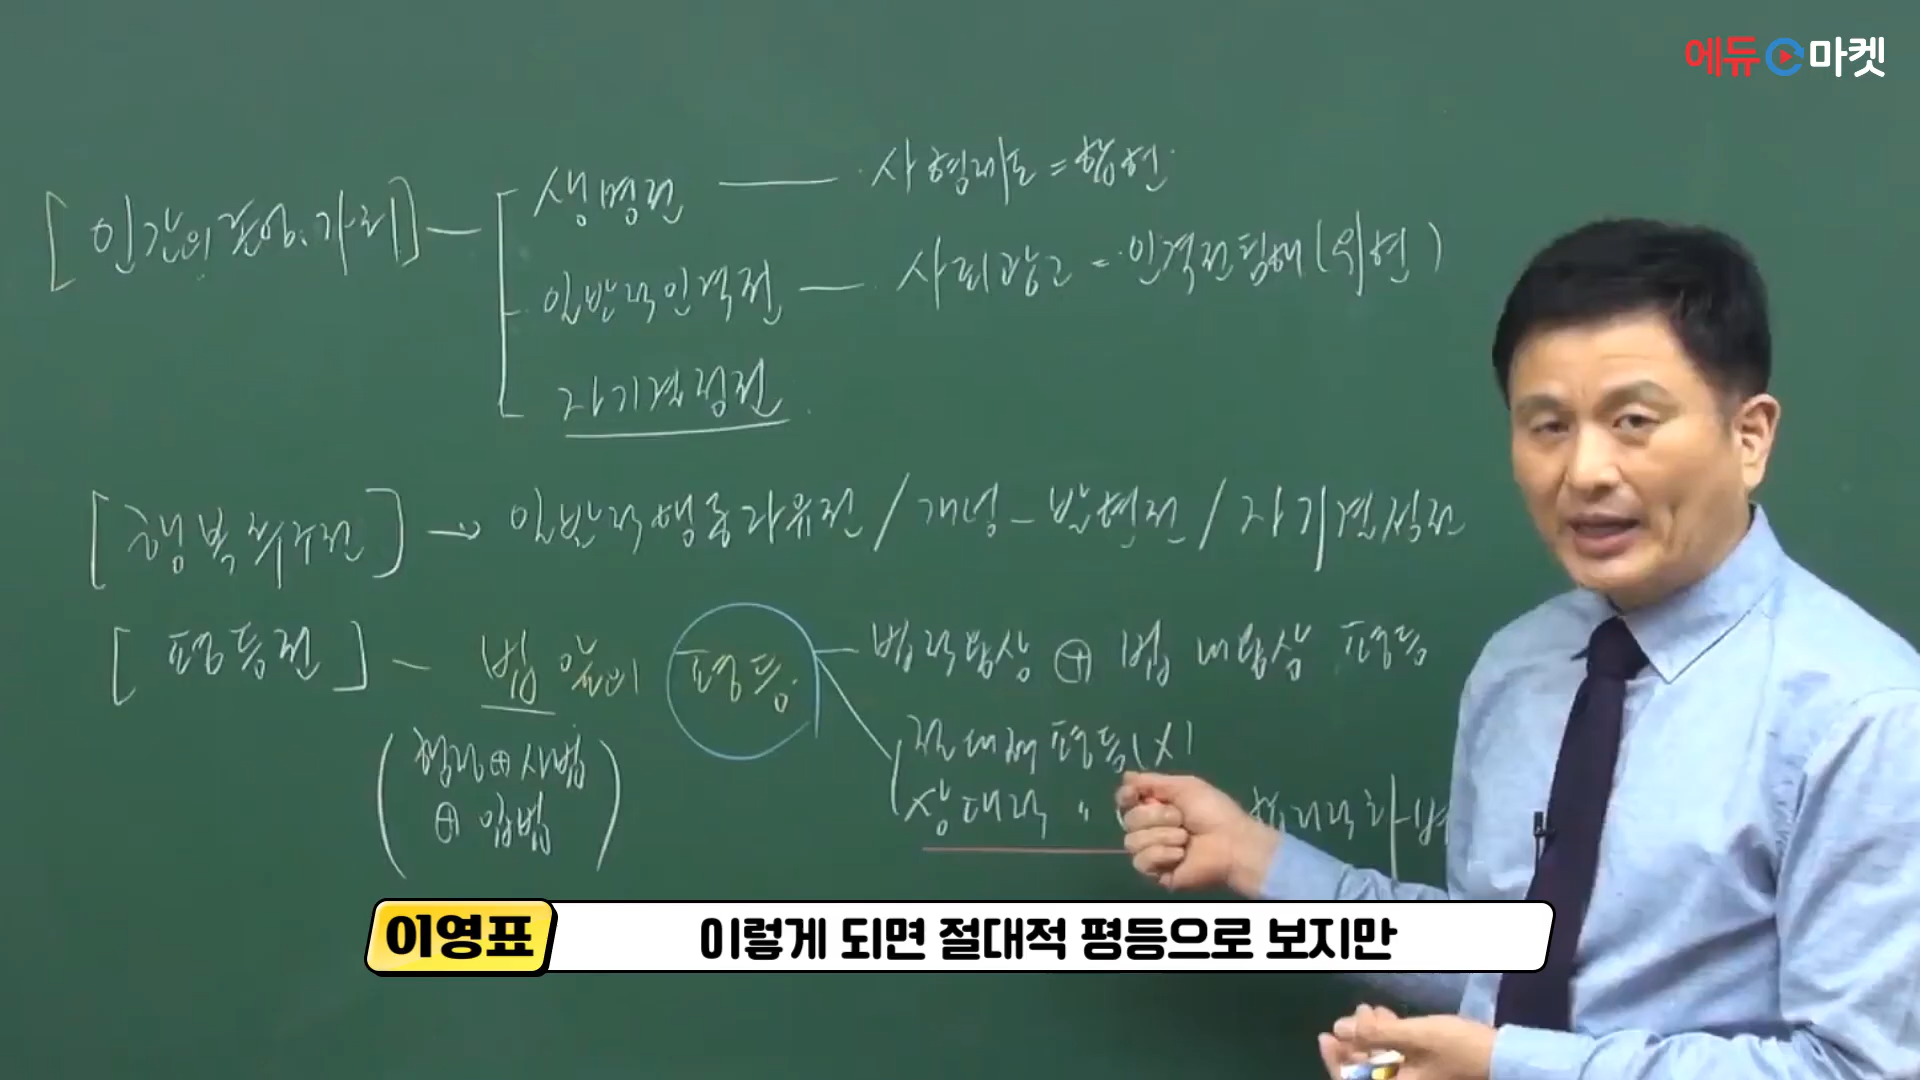 에듀 마켓
[인간의 존엄.가치] - 생명권 - 사형제도 = 합헌
일반적 인격권 - 사죄광고 - 인격권 침해 (위헌)
자기결정권
[행복추구권] → 일반적 행동자유권 / 개성-발현권 / 자기결정권
[평등권] - 법 앞의 평등 - 법 적용상 ⊕ 법 내용상 평등
(행정 ⊕ 사법
⊕ 입법)
절대적 평등 (X)
상대적 〃
합리적 차별
이영표 이렇게 되면 절대적 평등으로 보지만